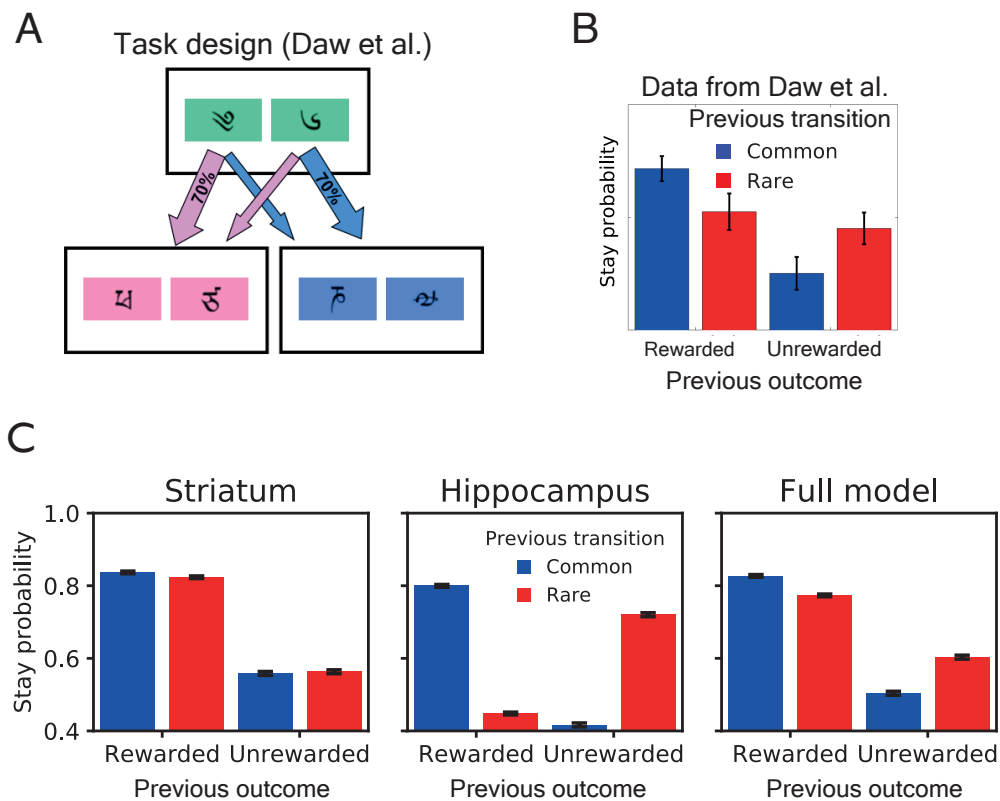 A
Task design (Daw et al.)
70%
70%
B
Data from Daw et al.
Previous transition
Common
Rare
Stay probability
Rewarded Unrewarded
Previous outcome
C
Striatum
Hippocampus
Full model
Stay probability
1.0
0.8
0.6
0.4
Previous transition
Common
Rare
Rewarded Unrewarded
Rewarded Unrewarded
Rewarded Unrewarded
Previous outcome
Previous outcome
Previous outcome